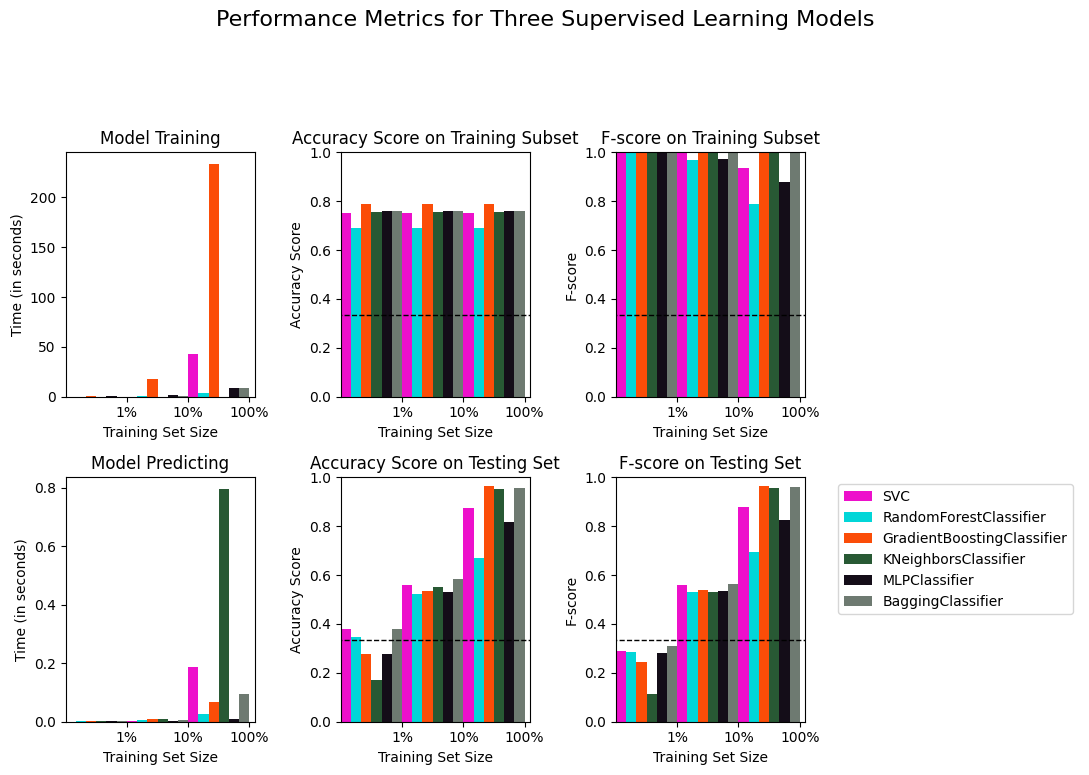 Performance Metrics for Three Supervised Learning Models
Model Training
Time (in seconds)
200
150
100
50
0
1% 10% 100%
Training Set Size
Accuracy Score on Training Subset
Accuracy Score
1.0
0.8
0.6
0.4
0.2
0.0
1% 10% 100%
Training Set Size
F-score on Training Subset
F-score
1.0
0.8
0.6
0.4
0.2
0.0
1% 10% 100%
Training Set Size
Model Predicting
Time (in seconds)
0.8
0.6
0.4
0.2
0.0
1% 10% 100%
Training Set Size
Accuracy Score on Testing Set
Accuracy Score
1.0
0.8
0.6
0.4
0.2
0.0
1% 10% 100%
Training Set Size
F-score on Testing Set
F-score
1.0
0.8
0.6
0.4
0.2
0.0
1% 10% 100%
Training Set Size
SVC
RandomForestClassifier
GradientBoostingClassifier
KNeighborsClassifier
MLPClassifier
BaggingClassifier